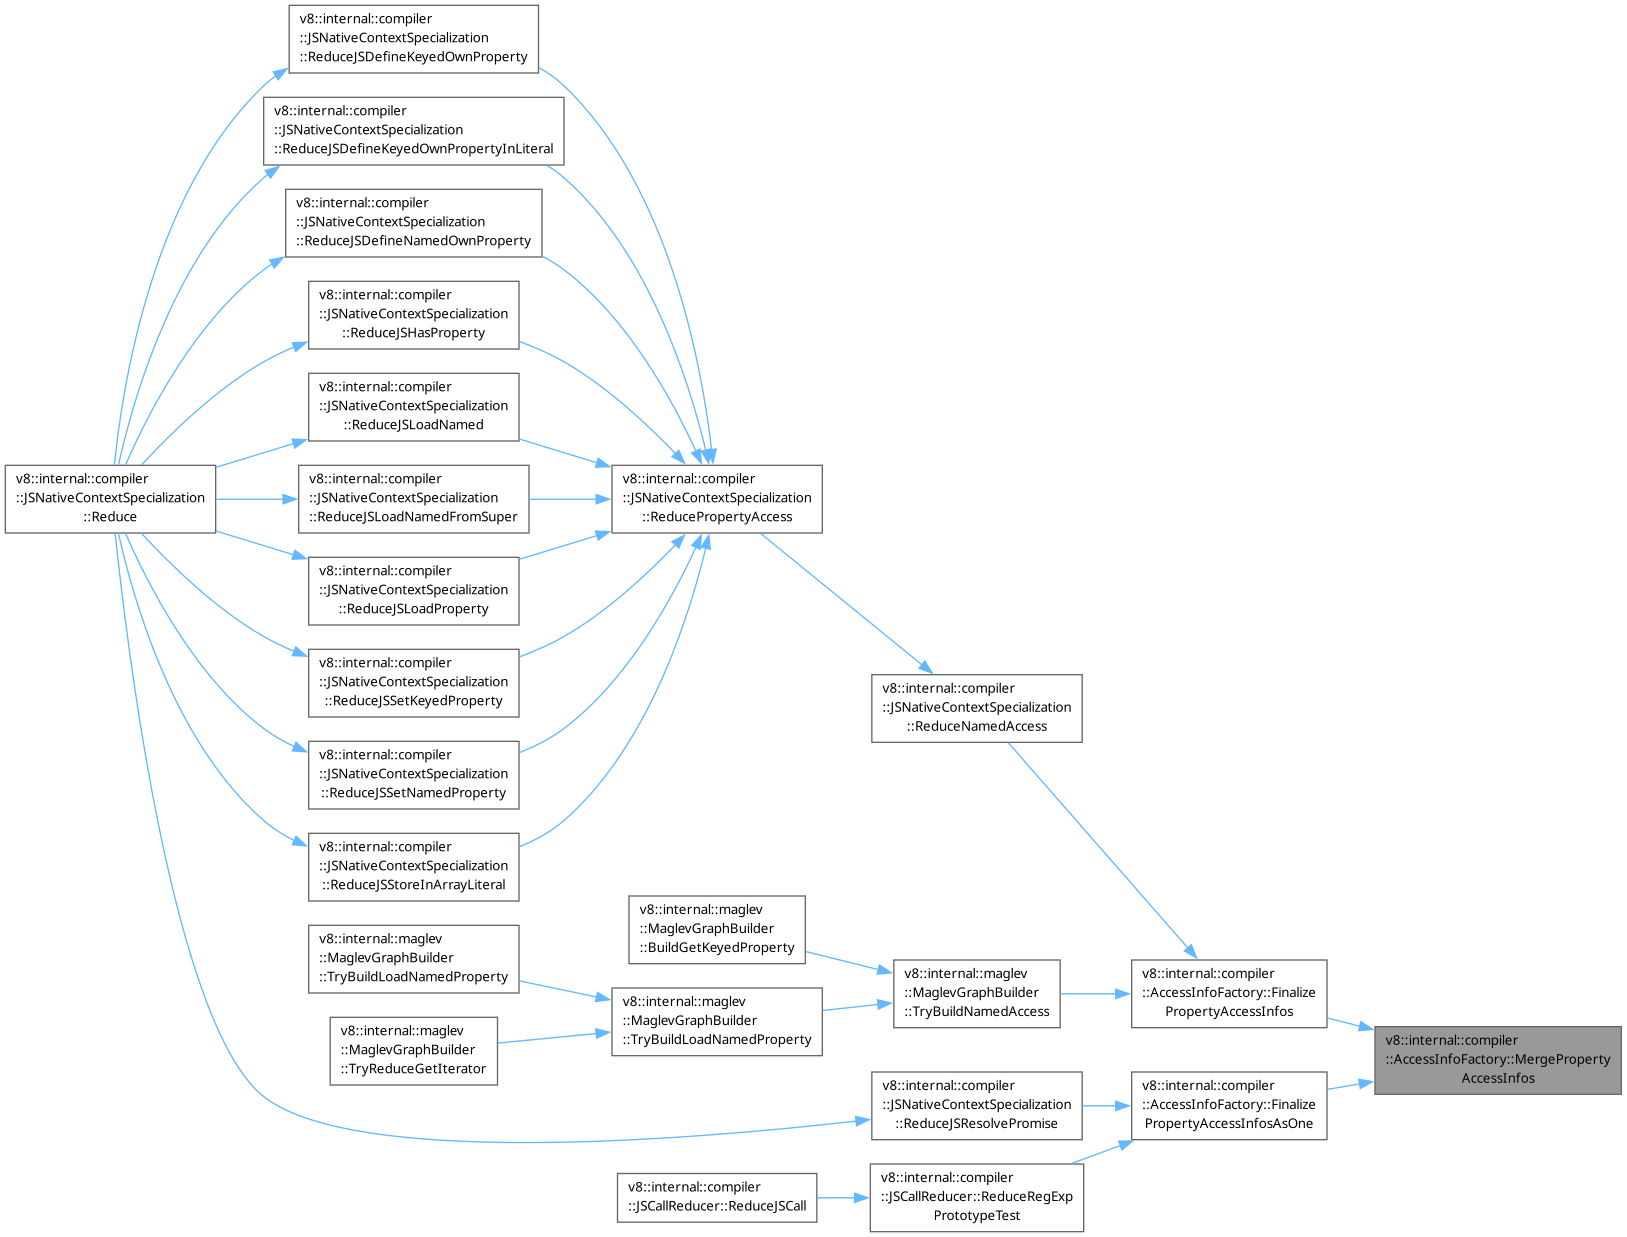 v8::internal::compiler
::JSNativeContextSpecialization
::ReduceJSDefineKeyedOwnProperty
v8::internal::compiler
::JSNativeContextSpecialization
::ReduceJSDefineKeyedOwnPropertyInLiteral
v8::internal::compiler
::JSNativeContextSpecialization
::ReduceJSDefineNamedOwnProperty
v8::internal::compiler
::JSNativeContextSpecialization
::ReduceJSHasProperty
v8::internal::compiler
::JSNativeContextSpecialization
::ReduceJSLoadNamed
v8::internal::compiler
::JSNativeContextSpecialization
::Reduce
v8::internal::compiler
::JSNativeContextSpecialization
::ReduceJSLoadNamedFromSuper
v8::internal::compiler
::JSNativeContextSpecialization
::ReducePropertyAccess
v8::internal::compiler
::JSNativeContextSpecialization
::ReduceJSLoadProperty
v8::internal::compiler
::JSNativeContextSpecialization
::ReduceJSSetKeyedProperty
v8::internal::compiler
::JSNativeContextSpecialization
::ReduceNamedAccess
v8::internal::compiler
::JSNativeContextSpecialization
::ReduceJSSetNamedProperty
v8::internal::compiler
::JSNativeContextSpecialization
::ReduceJSStoreInArrayLiteral
v8::internal::maglev
::MaglevGraphBuilder
::BuildGetKeyedProperty
v8::internal::maglev
::MaglevGraphBuilder
::TryBuildLoadNamedProperty
v8::internal::maglev
::MaglevGraphBuilder
::TryBuildNamedAccess
v8::internal::compiler
::AccessInfoFactory::Finalize
PropertyAccessInfos
v8::internal::maglev
::MaglevGraphBuilder
::TryBuildLoadNamedProperty
v8::internal::maglev
::MaglevGraphBuilder
::TryReduceGetIterator
v8::internal::compiler
::AccessInfoFactory::MergeProperty
AccessInfos
v8::internal::compiler
::JSNativeContextSpecialization
::ReduceJSResolvePromise
v8::internal::compiler
::AccessInfoFactory::Finalize
PropertyAccessInfosAsOne
v8::internal::compiler
::JSCallReducer::ReduceJSCall
v8::internal::compiler
::JSCallReducer::ReduceRegExp
PrototypeTest